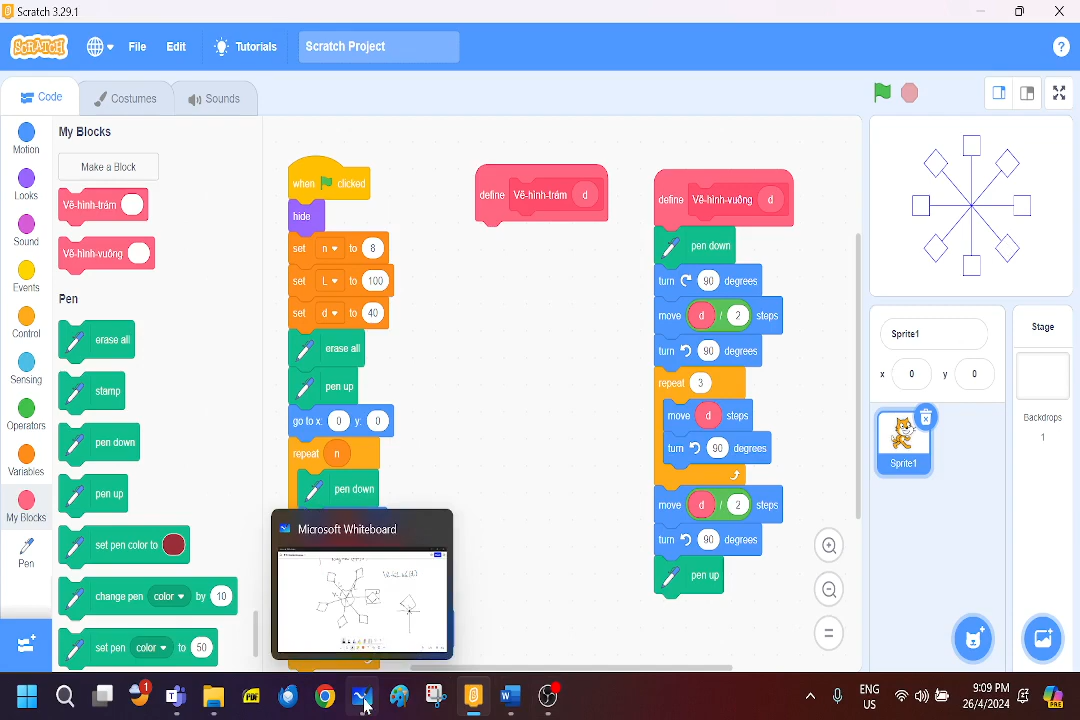 Scratch 3.29.1
SCRATCH File Edit Tutorials Scratch Project ?
Code Costumes Sounds
Motion
Looks
Sound
Events
Control
Sensing
Operators
Variables
My Blocks
Pen
My Blocks
Make a Block
Vẽ-hình-trám
Vẽ-hình-vuông
Pen
erase all
stamp
pen down
pen up
set pen color to
change pen color by 10
set pen color to 50
when clicked
hide
set n to 8
set L to 100
set d to 40
erase all
pen up
go to x: 0 y: 0
repeat n
pen down
define Vẽ-hình-trám d
define Vẽ-hình-vuông d
pen down
turn 90 degrees
move d / 2 steps
turn 90 degrees
repeat 3
move d steps
turn 90 degrees
move d / 2 steps
turn 90 degrees
pen up
Microsoft Whiteboard
Sprite1
x 0 y 0
Sprite1
Stage
Backdrops
1
1
PDF
ENG
US
9:09 PM
26/4/2024
PRE